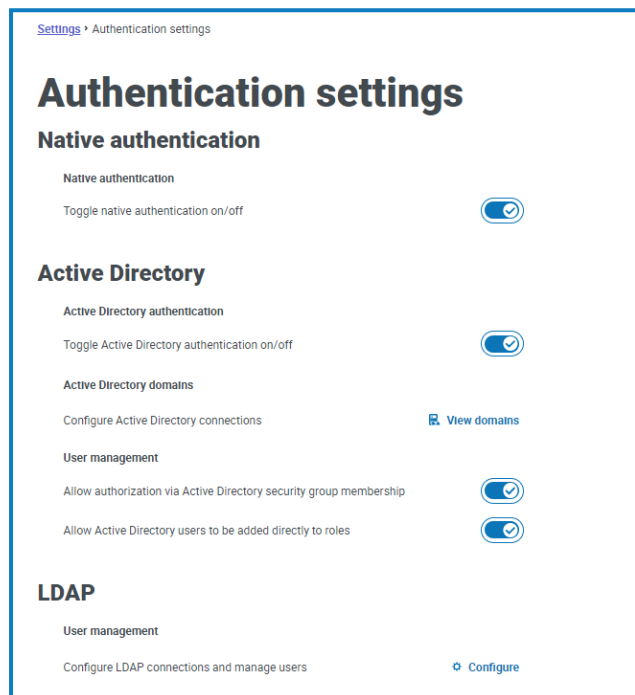 Settings › Authentication settings
Authentication settings
Native authentication
Native authentication
Toggle native authentication on/off
Active Directory
Active Directory authentication
Toggle Active Directory authentication on/off
Active Directory domains
Configure Active Directory connections View domains
User management
Allow authorization via Active Directory security group membership
Allow Active Directory users to be added directly to roles
LDAP
User management
Configure LDAP connections and manage users Configure